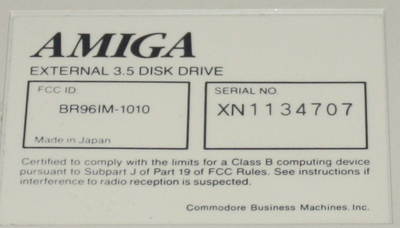 AMIGA
EXTERNAL 3.5 DISK DRIVE
FCC ID
BR96IM-1010
Made in Japan
SERIAL NO.
XN1134707
Certified to comply with the limits for a Class B computing device
pursuant to Subpart J of Part 19 of FCC Rules. See instructions if
interference to radio reception is suspected.
Commodore Business Machines. Inc.